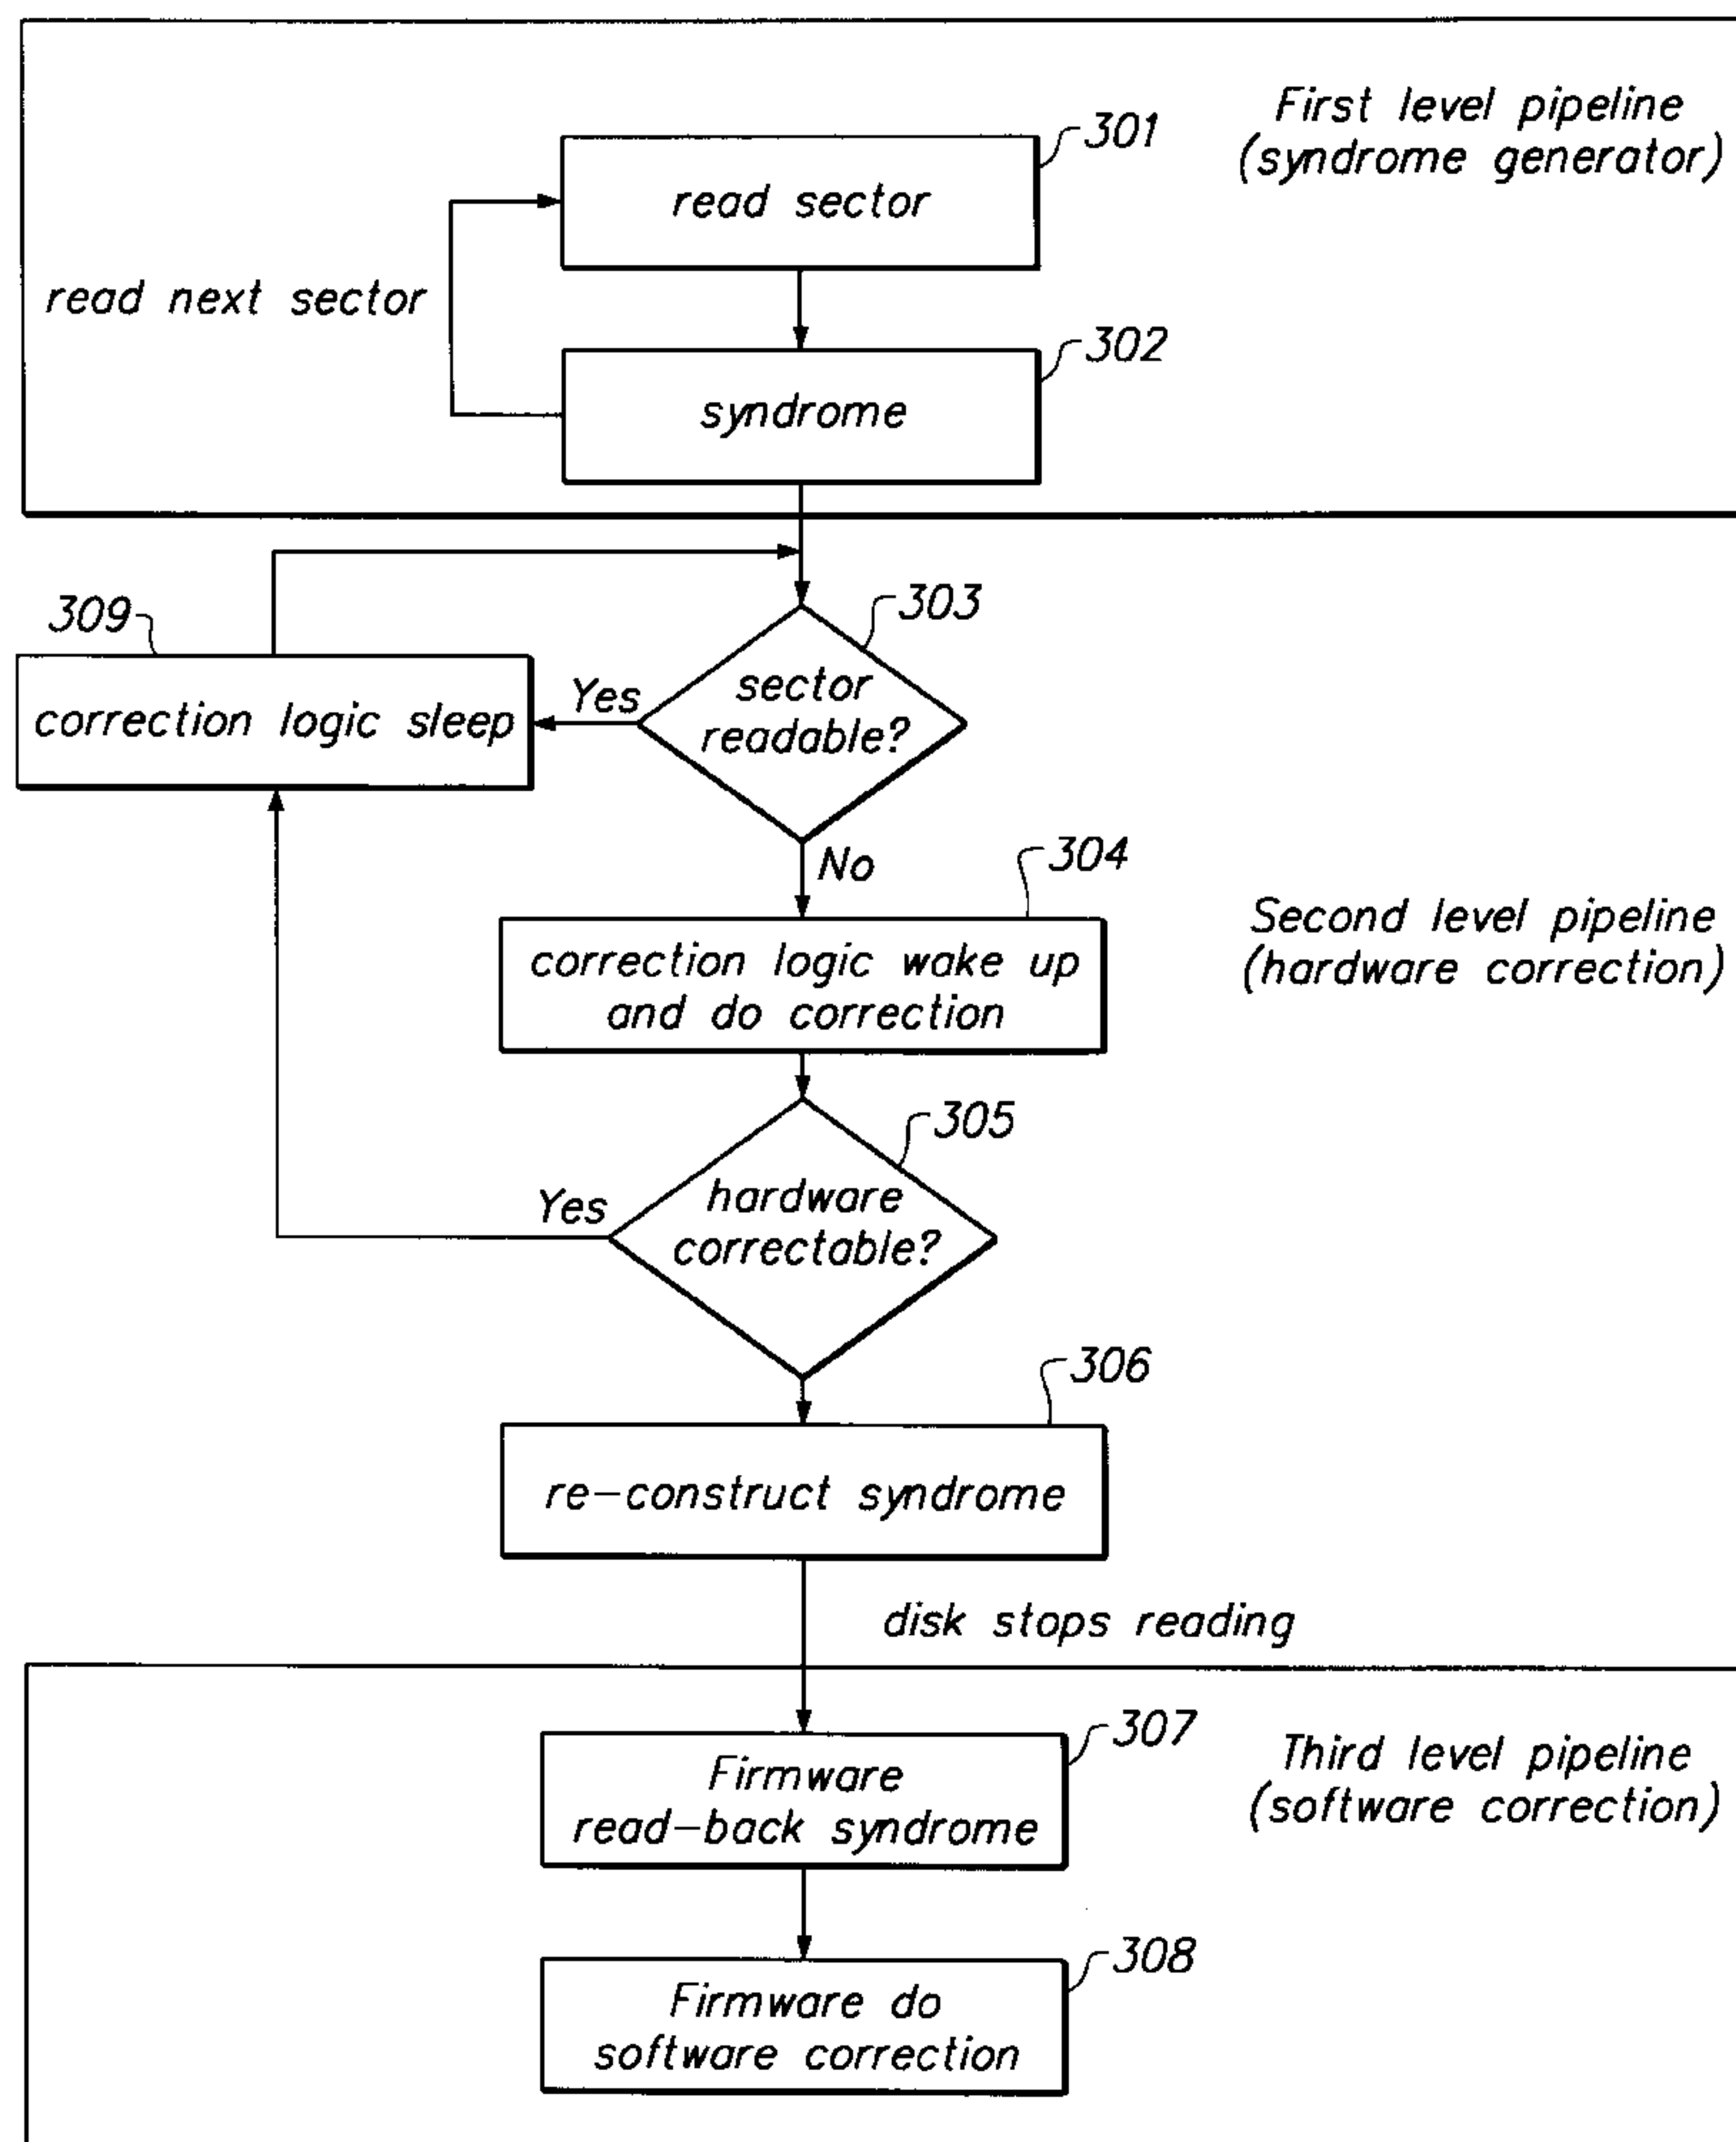 First level pipeline
(syndrome generator)
301
read sector
read next sector
302
syndrome
303
309
sector
readable?
Yes
correction logic sleep
No
304
correction logic wake up
and do correction
Second level pipeline
(hardware correction)
305
hardware
correctable?
Yes
306
re-construct syndrome
disk stops reading
307
Firmware
read-back syndrome
Third level pipeline
(software correction)
308
Firmware do
software correction